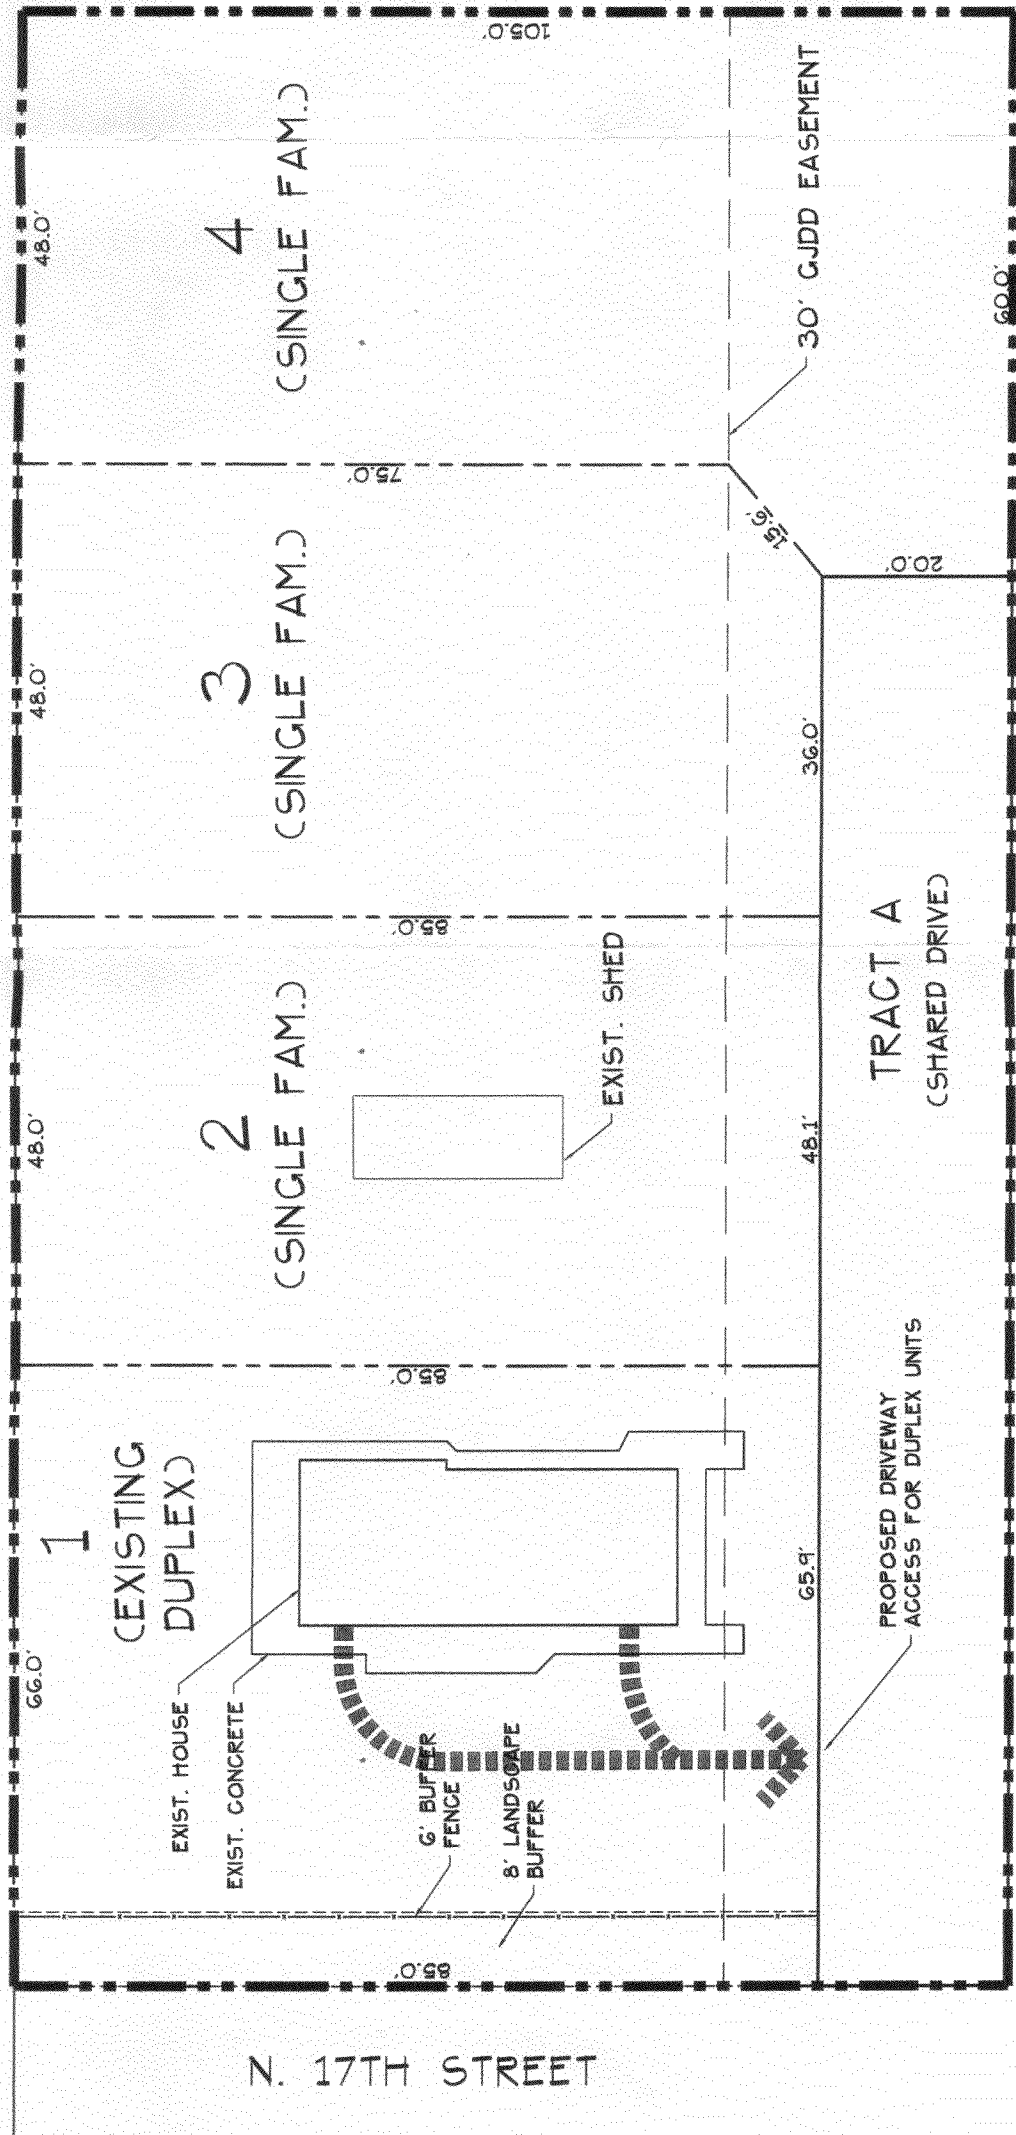 1
(EXISTING
DUPLEX)
66.0'
EXIST. HOUSE
EXIST. CONCRETE
6' BUFFER
FENCE
8' LANDSCAPE
BUFFER
85.0'
85.0'
65.9'
PROPOSED DRIVEWAY
ACCESS FOR DUPLEX UNITS
2
(SINGLE FAM.)
48.0'
EXIST. SHED
85.0'
48.1'
TRACT A
(SHARED DRIVE)
3
(SINGLE FAM.)
48.0'
75.0'
36.0'
15.6'
20.0'
4
(SINGLE FAM.)
48.0'
105.0'
30' GJDD EASEMENT
60.0'
N. 17TH STREET